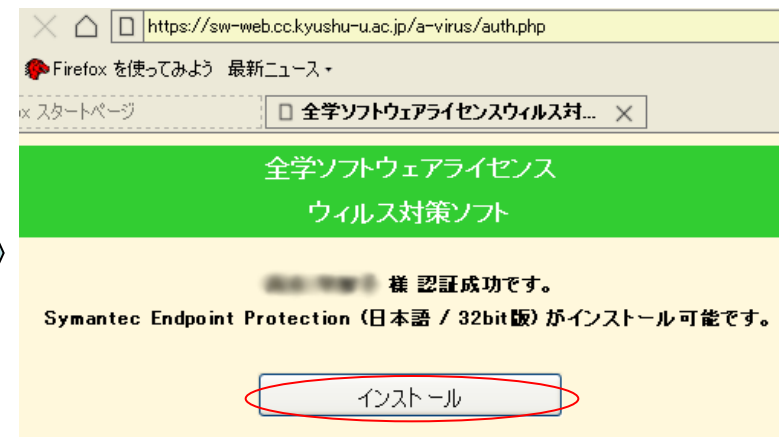 https://sw-web.cc.kyushu-u.ac.jp/a-virus/auth.php
Firefox を使ってみよう 最新ニュース
ox スタートページ 全学ソフトウェアライセンスウィルス対...
全学ソフトウェアライセンス
ウィルス対策ソフト
様 認証成功です。
Symantec Endpoint Protection (日本語 / 32bit版) がインストール可能です。
インストール